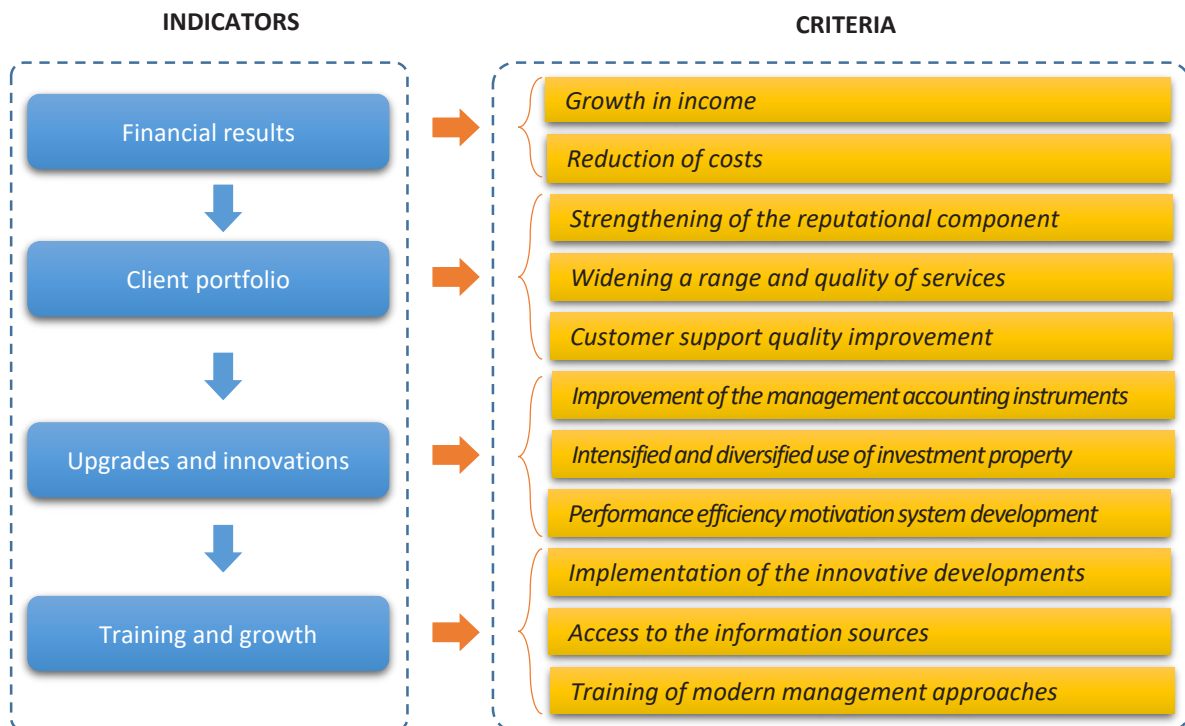 INDICATORS
CRITERIA
Financial results
Growth in income
Reduction of costs
Client portfolio
Strengthening of the reputational component
Widening a range and quality of services
Customer support quality improvement
Upgrades and innovations
Improvement of the management accounting instruments
Intensified and diversified use of investment property
Performance efficiency motivation system development
Training and growth
Implementation of the innovative developments
Access to the information sources
Training of modern management approaches